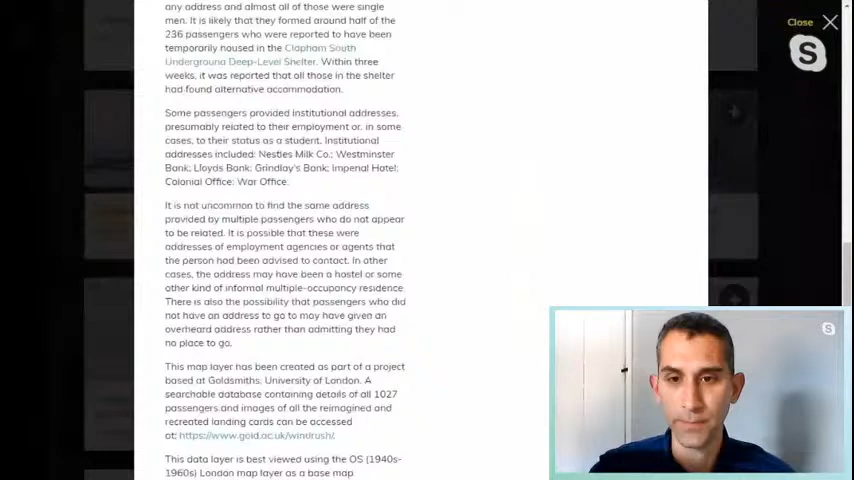 any address and almost all of those were single
men. It is likely that they formed around half of the
236 passengers who were reported to have been
temporarily housed in the Clapham South
Underground Deep-Level Shelter. Within three
weeks, it was reported that all those in the shelter
had found alternative accommodation.
Some passengers provided institutional addresses,
presumably related to their employment or, in some
cases, to their status as a student. Institutional
addresses included: Nestles Milk Co.; Westminster
Bank; Lloyds Bank; Grindlay's Bank; Imperial Hotel;
Colonial Office; War Office.
It is not uncommon to find the same address
provided by multiple passengers who do not appear
to be related. It is possible that these were
addresses of employment agencies or agents that
the person had been advised to contact. In other
cases, the address may have been a hostel or some
other kind of informal multiple-occupancy residence.
There is also the possibility that passengers who did
not have an address to go to may have given an
overheard address rather than admitting they had
no place to go.
This map layer has been created as part of a project
based at Goldsmiths, University of London. A
searchable database containing details of all 1027
passengers and images of all the reimagined and
recreated landing cards can be accessed
at: https://www.gold.ac.uk/windrush/.
This data layer is best viewed using the OS (1940s-
1960s) London map layer as a base map
Close
S
S